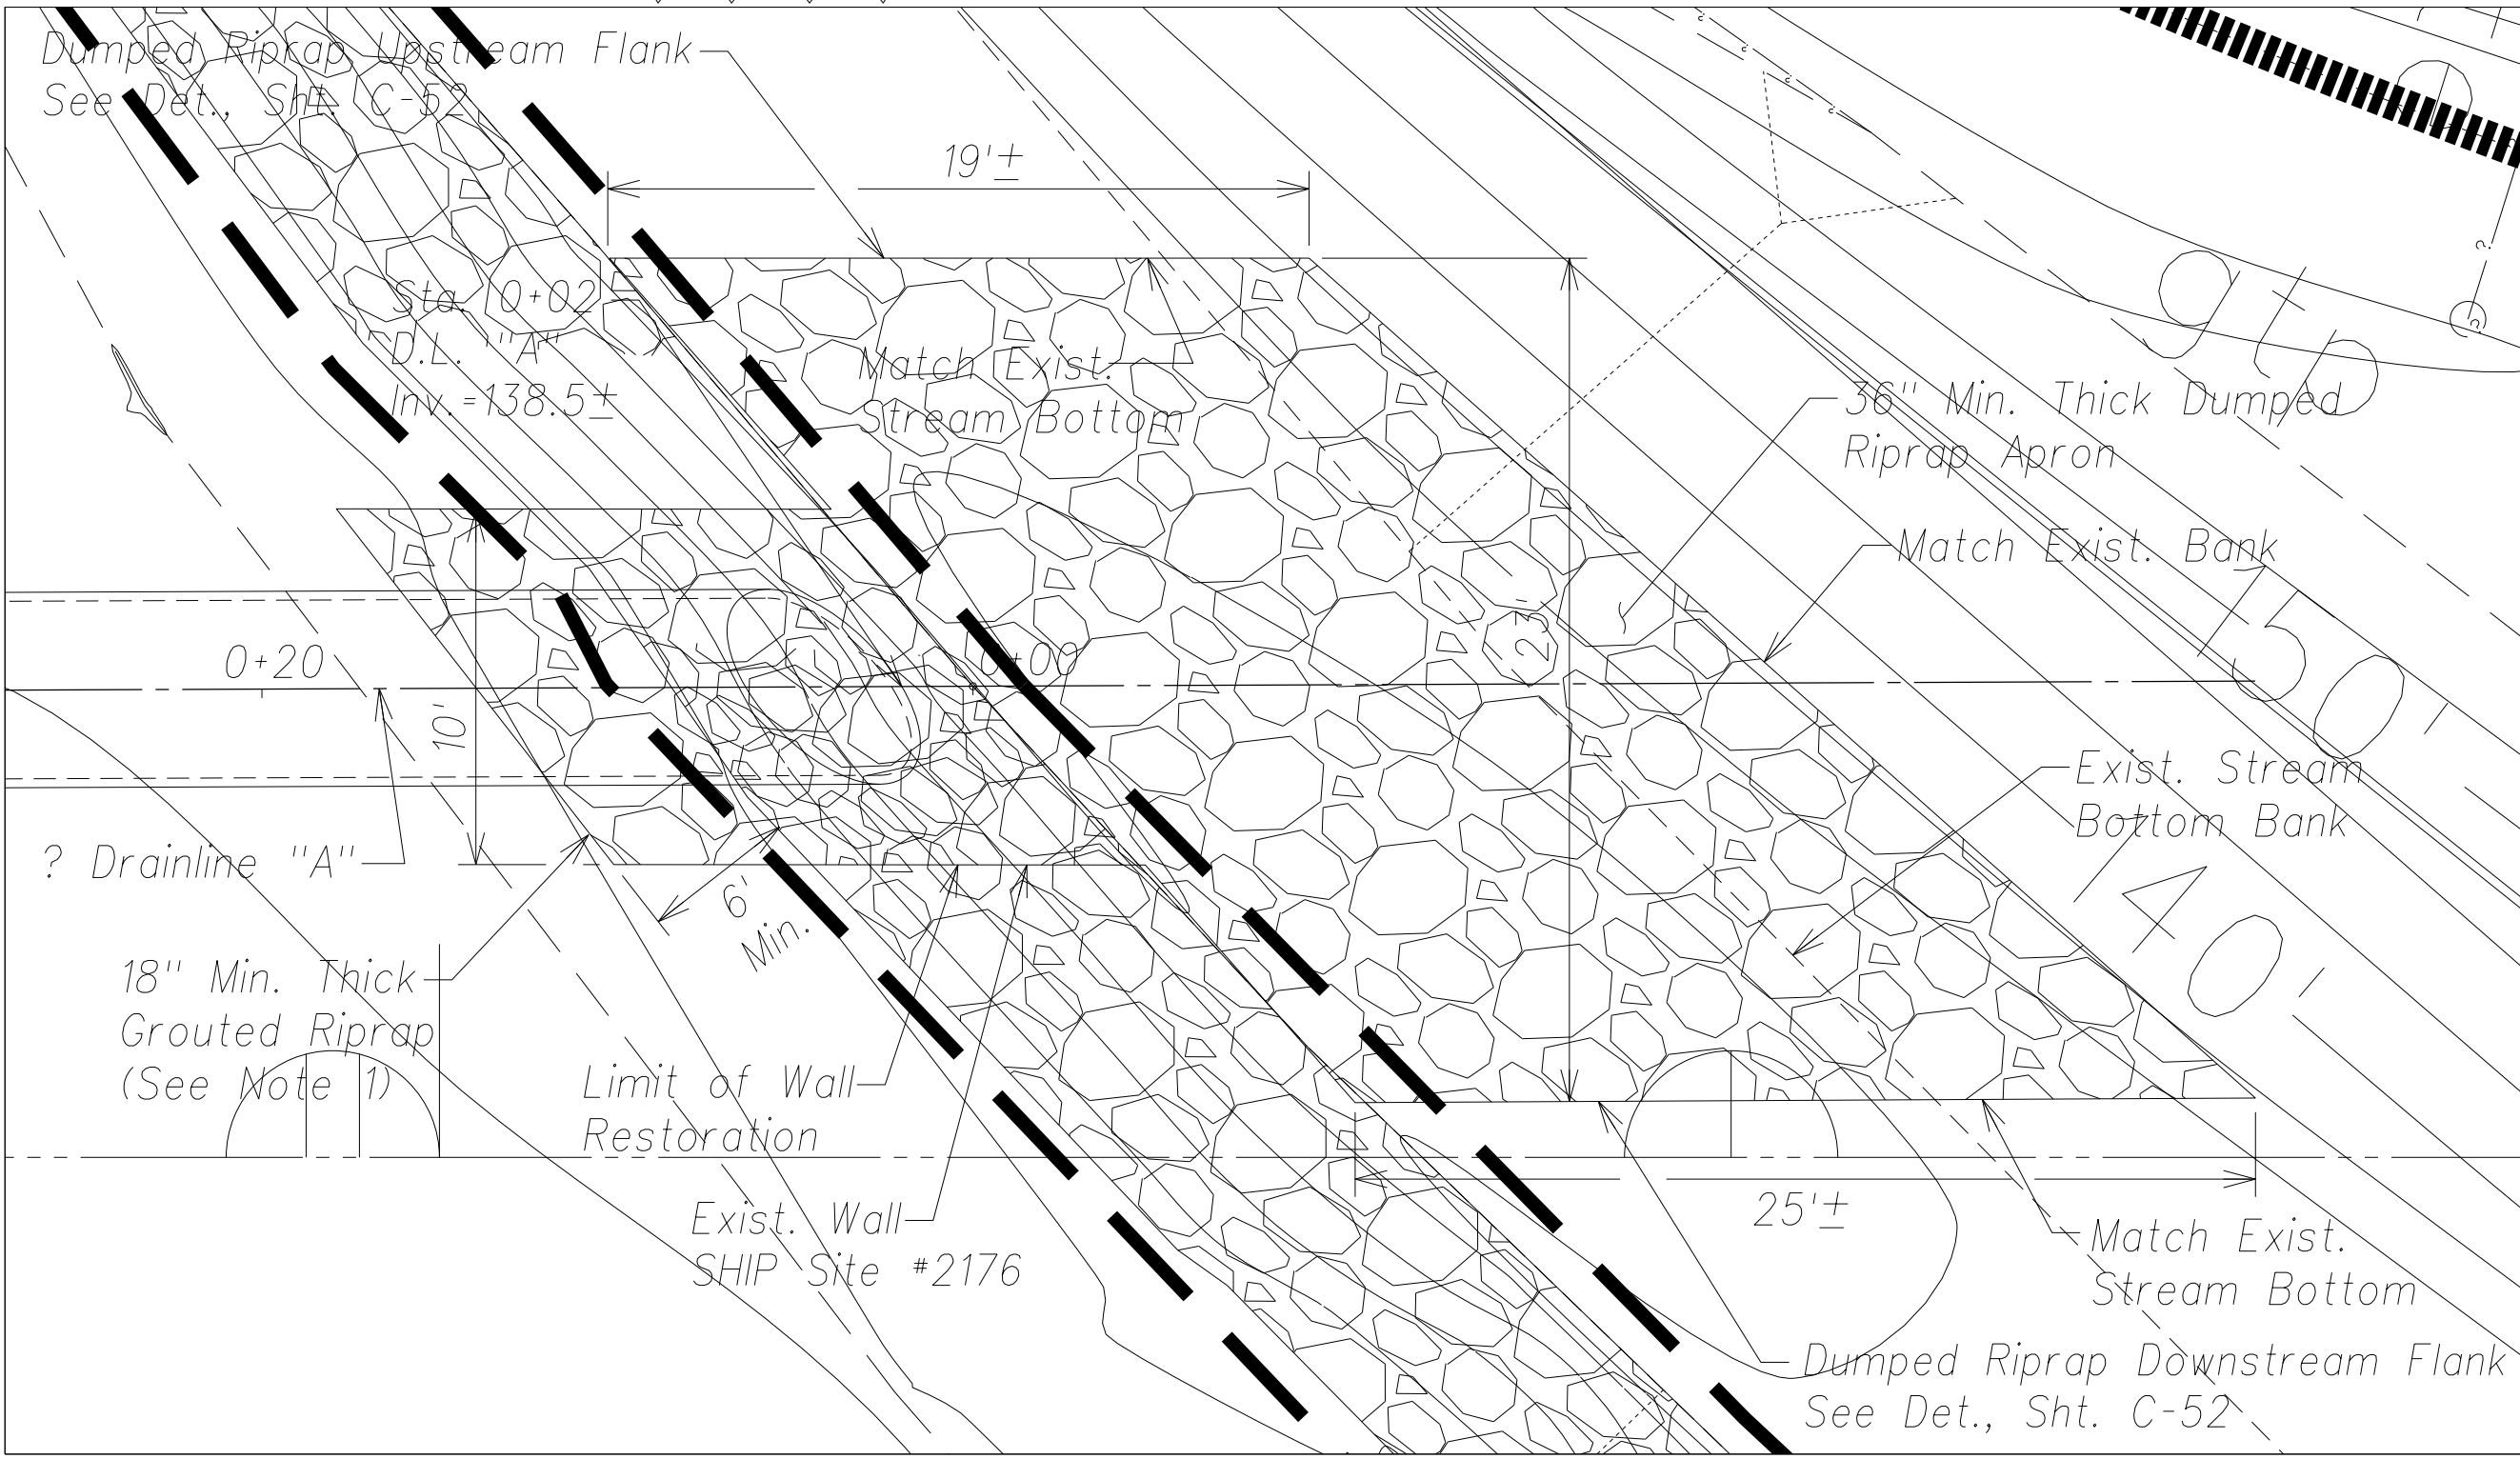 Dumped Riprap Upstream Flank
See Det., Sht. C-52
19'±
Sta. 0+02
"D.L. "A"
Inv.=138.5±
Match Exist.
Stream Bottom
36" Min. Thick Dumped
Riprap Apron
Match Exist. Bank
23'
0+20
0+00
10'
Exist. Stream
Bottom Bank
? Drainline "A"
6'
Min.
18" Min. Thick
Grouted Riprap
(See Note 1)
Limit of Wall
Restoration
Exist. Wall
SHIP Site #2176
25'±
Match Exist.
Stream Bottom
Dumped Riprap Downstream Flank
See Det., Sht. C-52